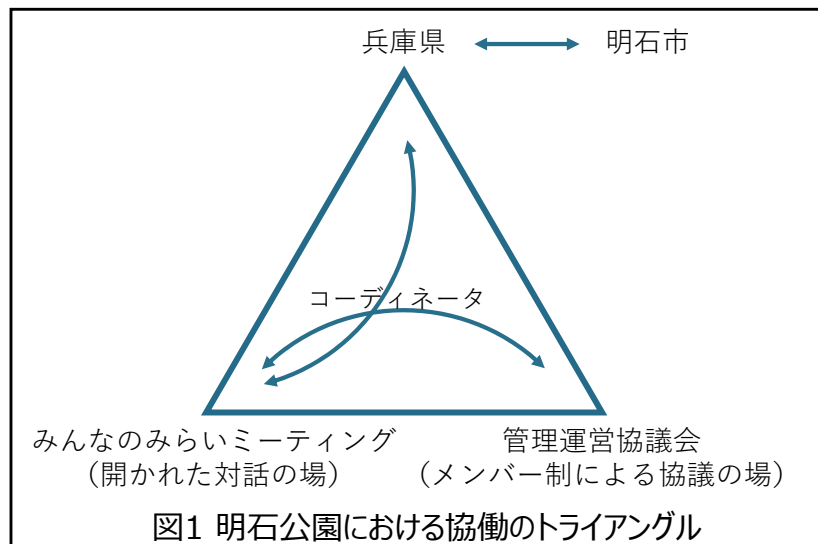 兵庫県 明石市
コーディネータ
みんなのみらいミーティング 管理運営協議会
（開かれた対話の場） （メンバー制による協議の場）
図1 明石公園における協働のトライアングル